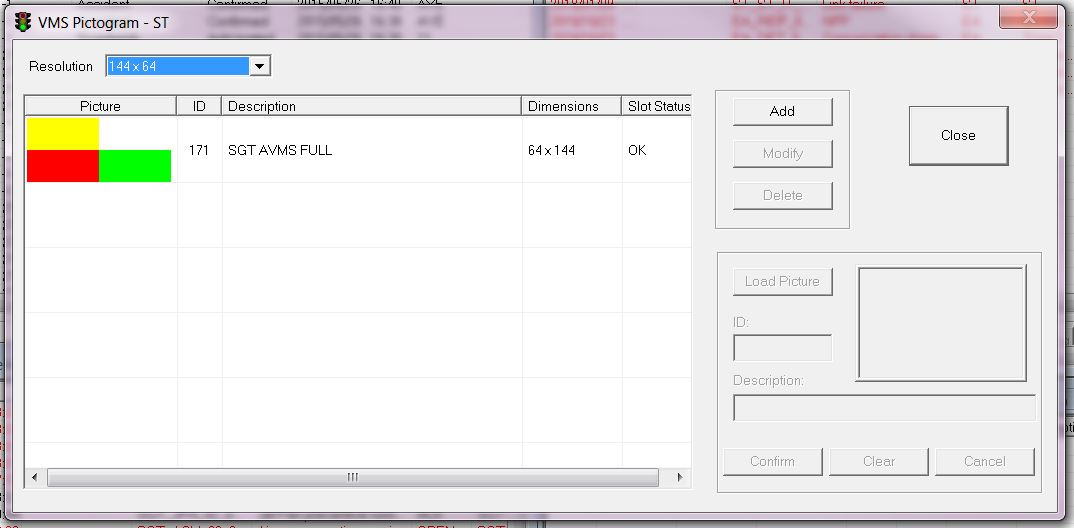 VMS Pictogram - ST
Resolution 144 x 64
Picture ID Description Dimensions Slot Status
171 SGT AVMS FULL 64 x 144 OK
Add
Modify
Delete
Close
Load Picture
ID:
Description:
Confirm Clear Cancel